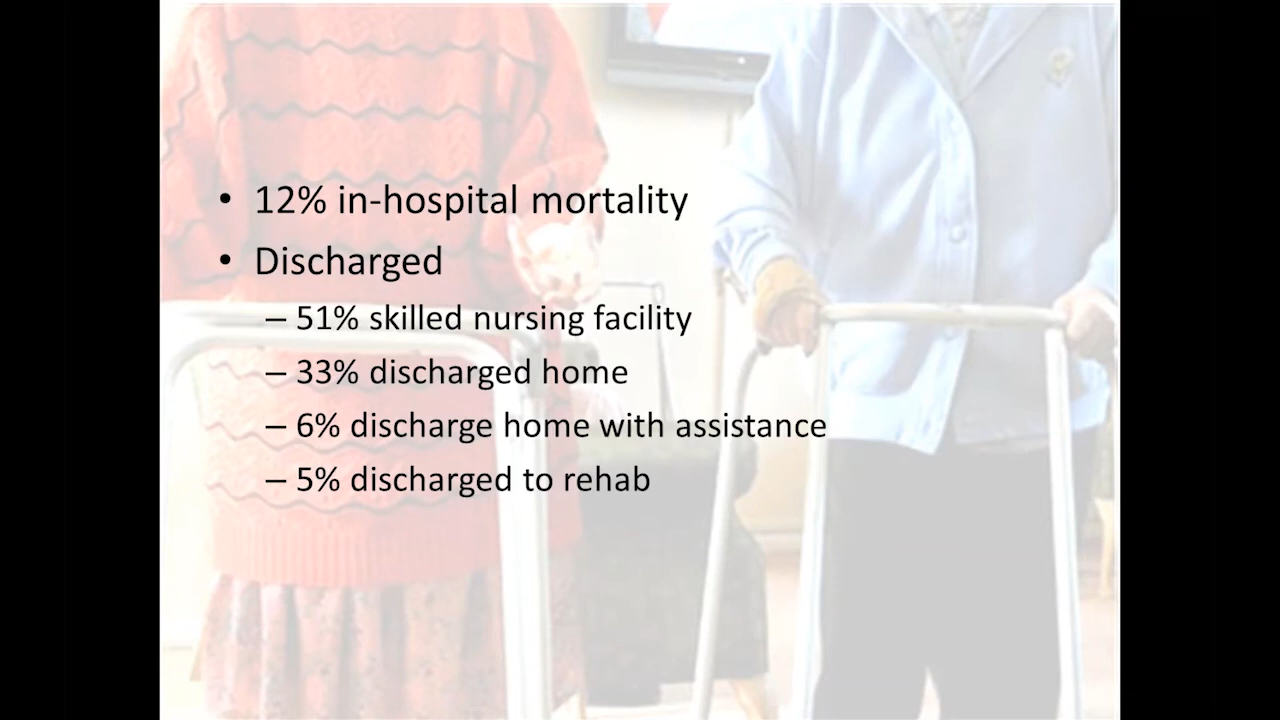 • 12% in-hospital mortality
• Discharged
– 51% skilled nursing facility
– 33% discharged home
– 6% discharge home with assistance
– 5% discharged to rehab